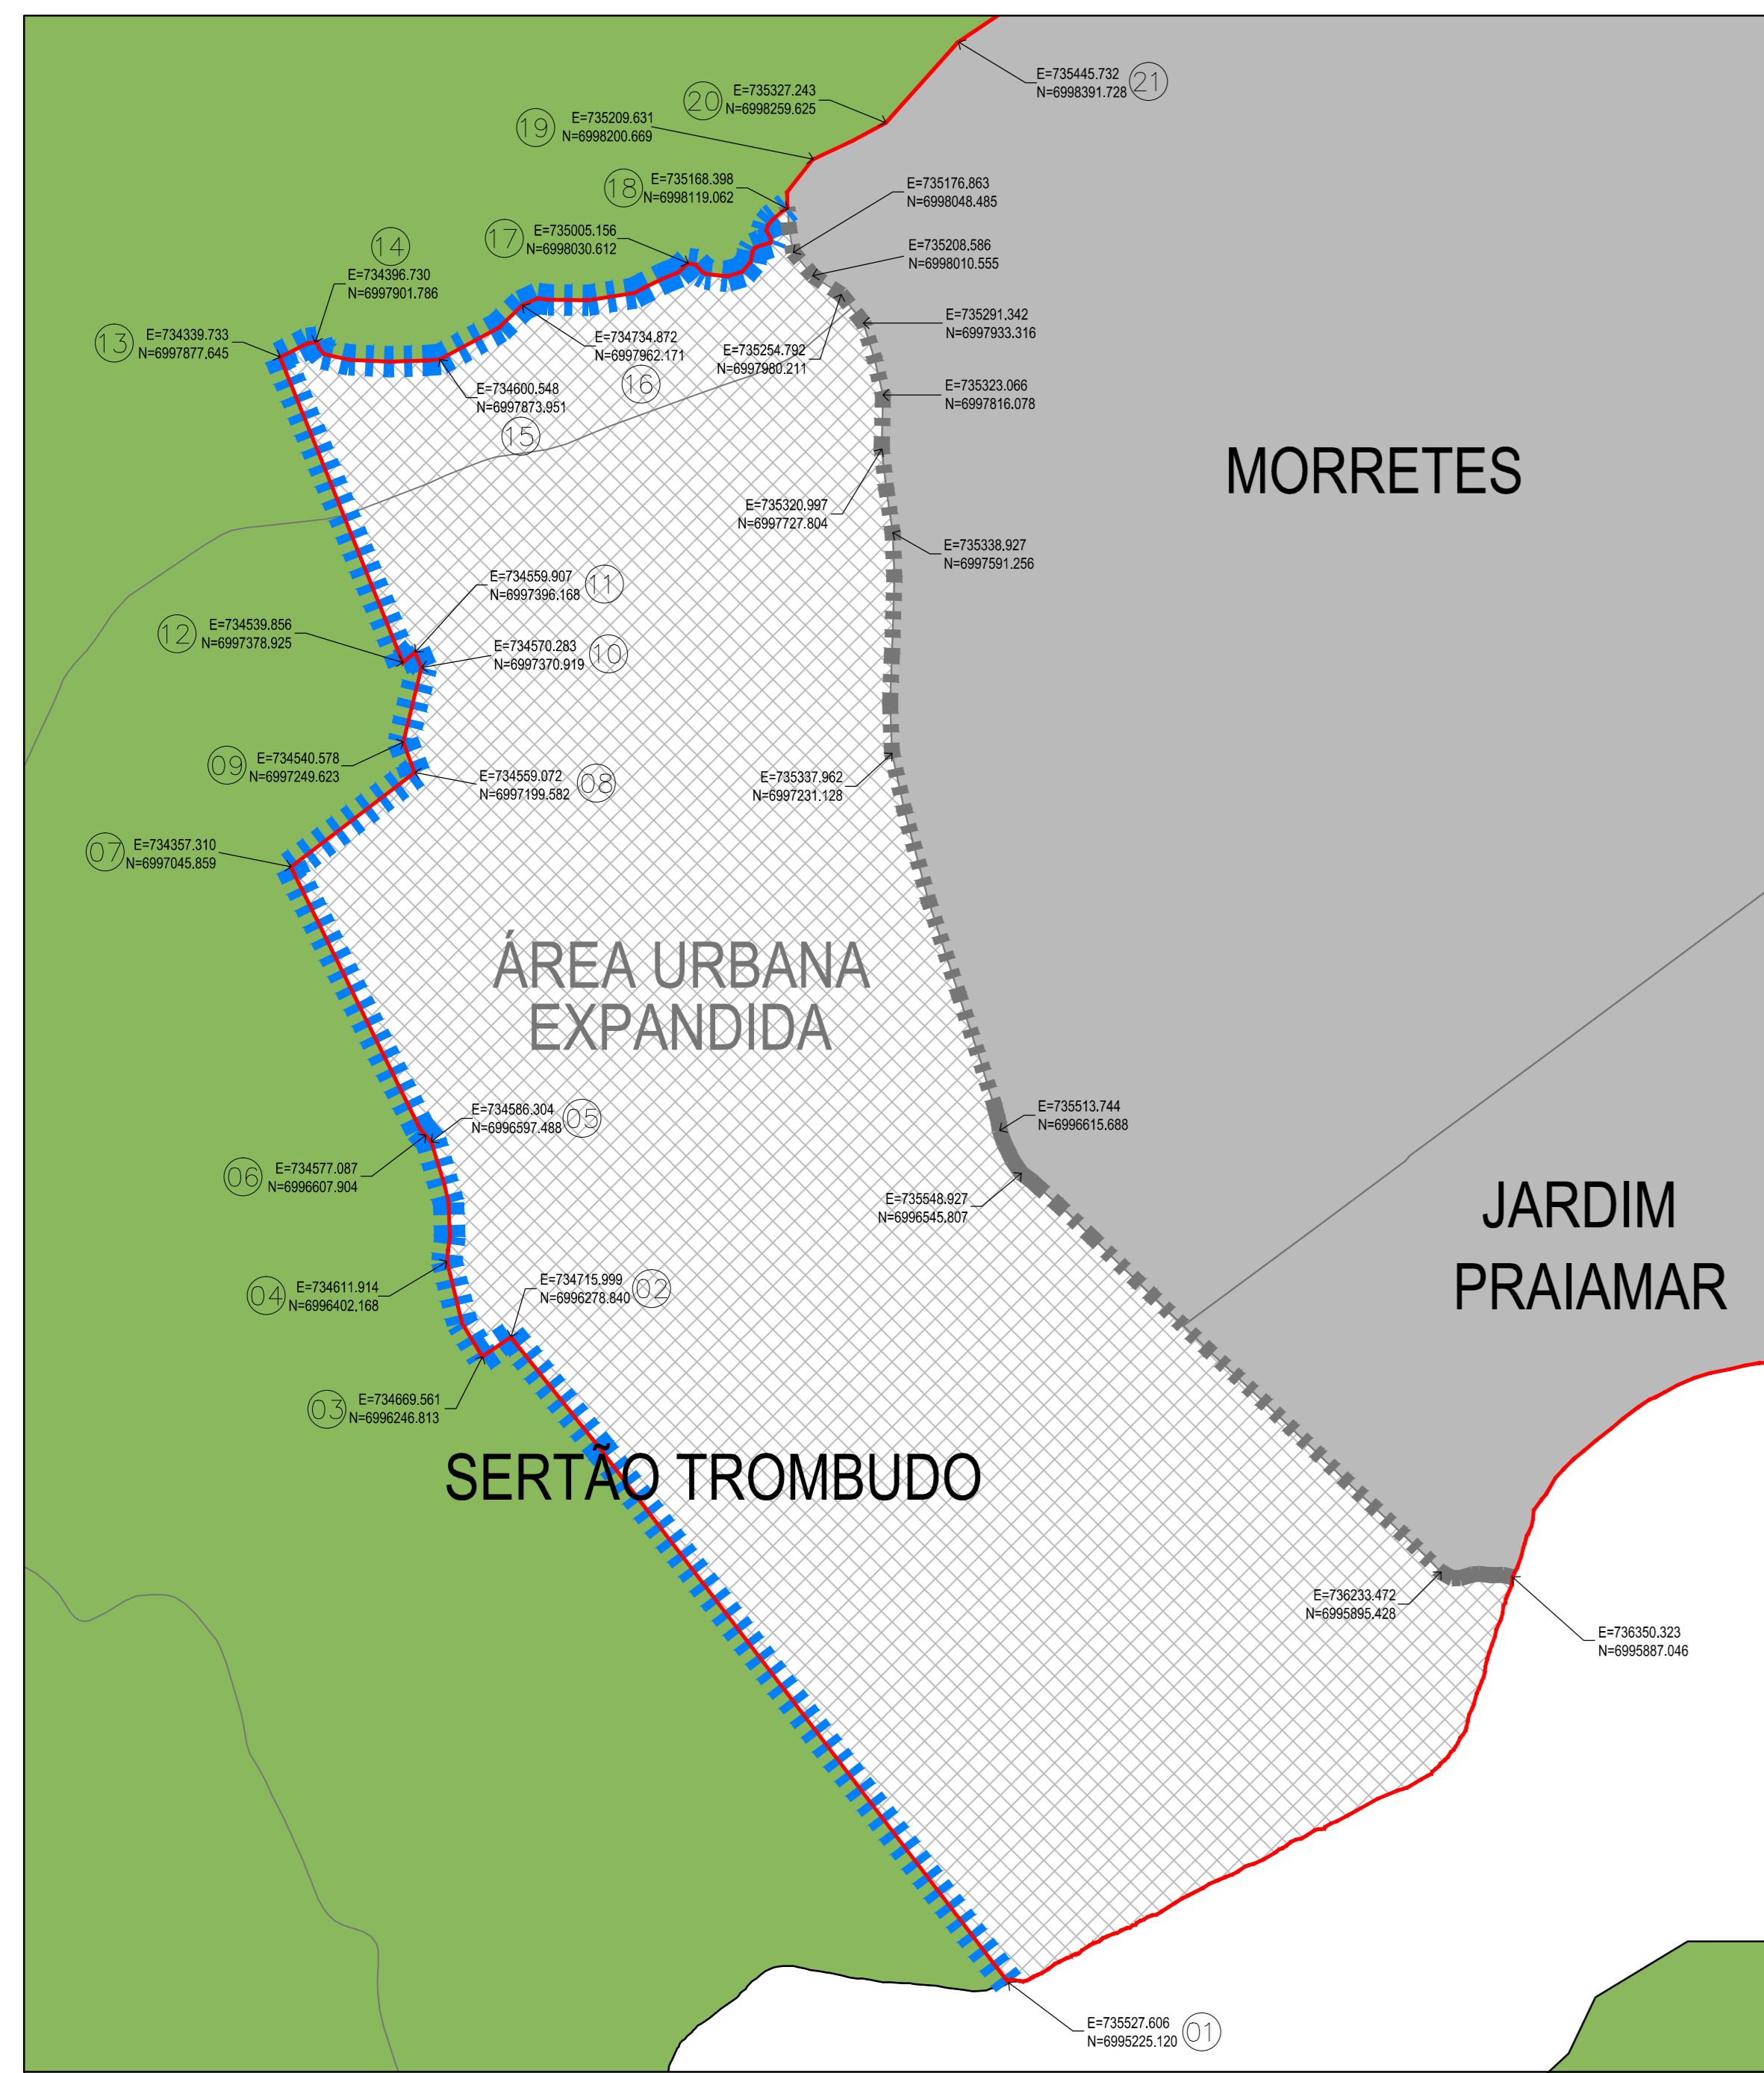 E=735445.732
N=6998391.728
21
20
E=735327.243
N=6998259.625
19
E=735209.631
N=6998200.669
18
E=735168.398
N=6998119.062
E=735176.863
N=6998048.485
17
E=735005.156
N=6998030.612
14
E=734396.730
N=6997901.786
E=735208.586
N=6998010.555
13
E=734339.733
N=6997877.645
E=734734.872
N=6997962.171
16
E=735254.792
N=6997980.211
E=735291.342
N=6997933.316
E=734600.548
N=6997873.951
15
E=735323.066
N=6997816.078
MORRETES
E=735320.997
N=6997727.804
E=735338.927
N=6997591.256
E=734559.907
N=6997396.168
11
12
E=734539.856
N=6997378.925
E=734570.283
N=6997370.919
10
09
E=734540.578
N=6997249.623
E=734559.072
N=6997199.582
08
E=735337.962
N=6997231.128
07
E=734357.310
N=6997045.859
ÁREA URBANA
EXPANDIDA
E=734586.304
N=6996597.488
05
E=735513.744
N=6996615.688
06
E=734577.087
N=6996607.904
E=735548.927
N=6996545.807
JARDIM
PRAIAMAR
04
E=734611.914
N=6996402.168
E=734715.999
N=6996278.840
02
03
E=734669.561
N=6996246.813
SERTÃO TROMBUDO
E=736233.472
N=6995895.428
E=736350.323
N=6995887.046
E=735527.606
N=6995225.120
01